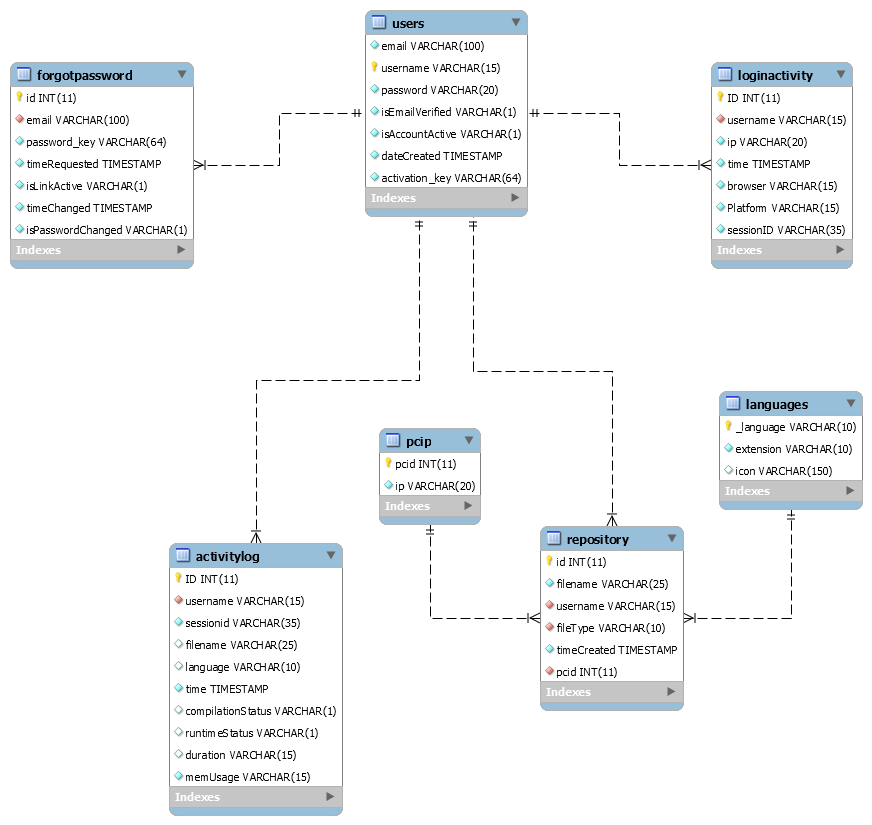 users
email VARCHAR(100)
username VARCHAR(15)
password VARCHAR(20)
isEmailVerified VARCHAR(1)
isAccountActive VARCHAR(1)
dateCreated TIMESTAMP
activation_key VARCHAR(64)
Indexes
forgotpassword
id INT(11)
email VARCHAR(100)
password_key VARCHAR(64)
timeRequested TIMESTAMP
isLinkActive VARCHAR(1)
timeChanged TIMESTAMP
isPasswordChanged VARCHAR(1)
Indexes
loginactivity
ID INT(11)
username VARCHAR(15)
ip VARCHAR(20)
time TIMESTAMP
browser VARCHAR(15)
Platform VARCHAR(15)
sessionID VARCHAR(35)
Indexes
languages
_language VARCHAR(10)
extension VARCHAR(10)
icon VARCHAR(150)
Indexes
pcip
pcid INT(11)
ip VARCHAR(20)
Indexes
repository
id INT(11)
filename VARCHAR(25)
username VARCHAR(15)
fileType VARCHAR(10)
timeCreated TIMESTAMP
pcid INT(11)
Indexes
activitylog
ID INT(11)
username VARCHAR(15)
sessionid VARCHAR(35)
filename VARCHAR(25)
language VARCHAR(10)
time TIMESTAMP
compilationStatus VARCHAR(1)
runtimeStatus VARCHAR(1)
duration VARCHAR(15)
memUsage VARCHAR(15)
Indexes